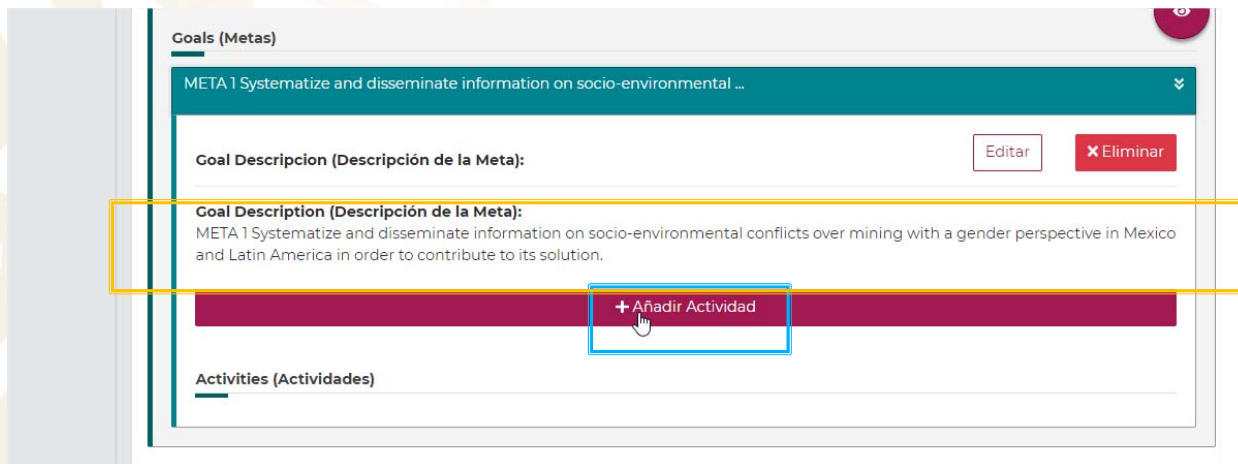 Goals (Metas)
META 1 Systematize and disseminate information on socio-environmental ...
Goal Descripcion (Descripción de la Meta):
Editar
Eliminar
Goal Description (Descripción de la Meta):
META 1 Systematize and disseminate information on socio-environmental conflicts over mining with a gender perspective in Mexico
and Latin America in order to contribute to its solution.
+ Añadir Actividad
Activities (Actividades)